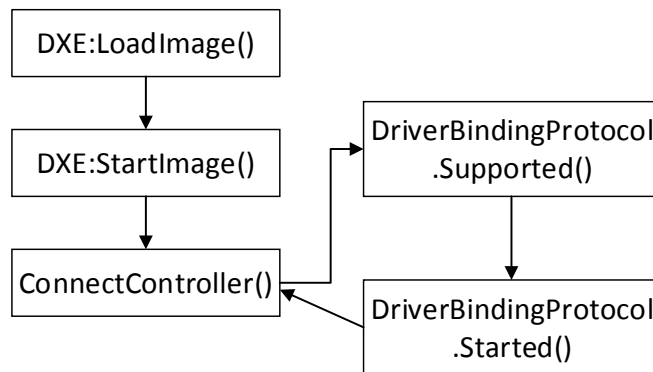 DXE:LoadImage()
DXE:StartImage()
ConnectController()
DriverBindingProtocol
.Supported()
DriverBindingProtocol
.Started()